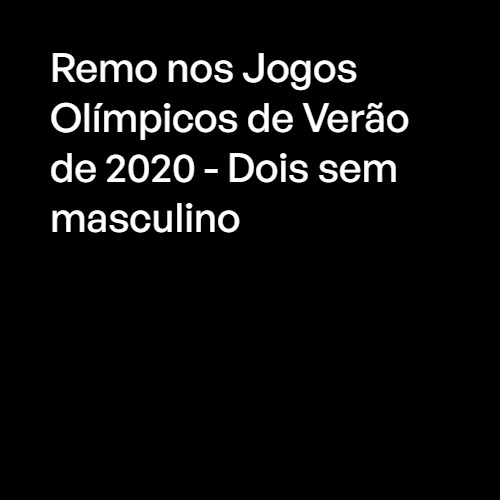 Remo nos Jogos
Olímpicos de Verão
de 2020 - Dois sem
masculino